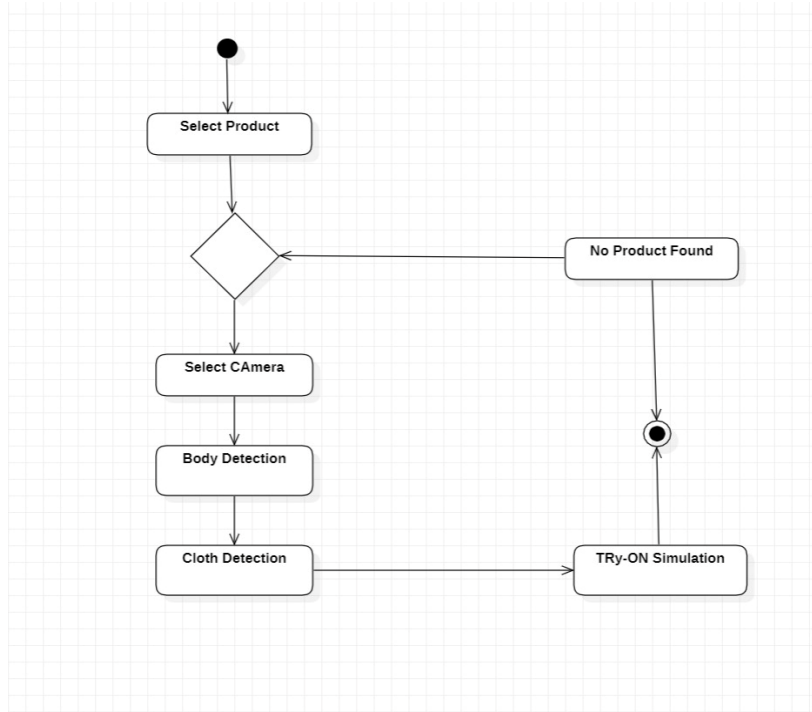 Select Product
No Product Found
Select CAmera
Body Detection
Cloth Detection
TRy-ON Simulation